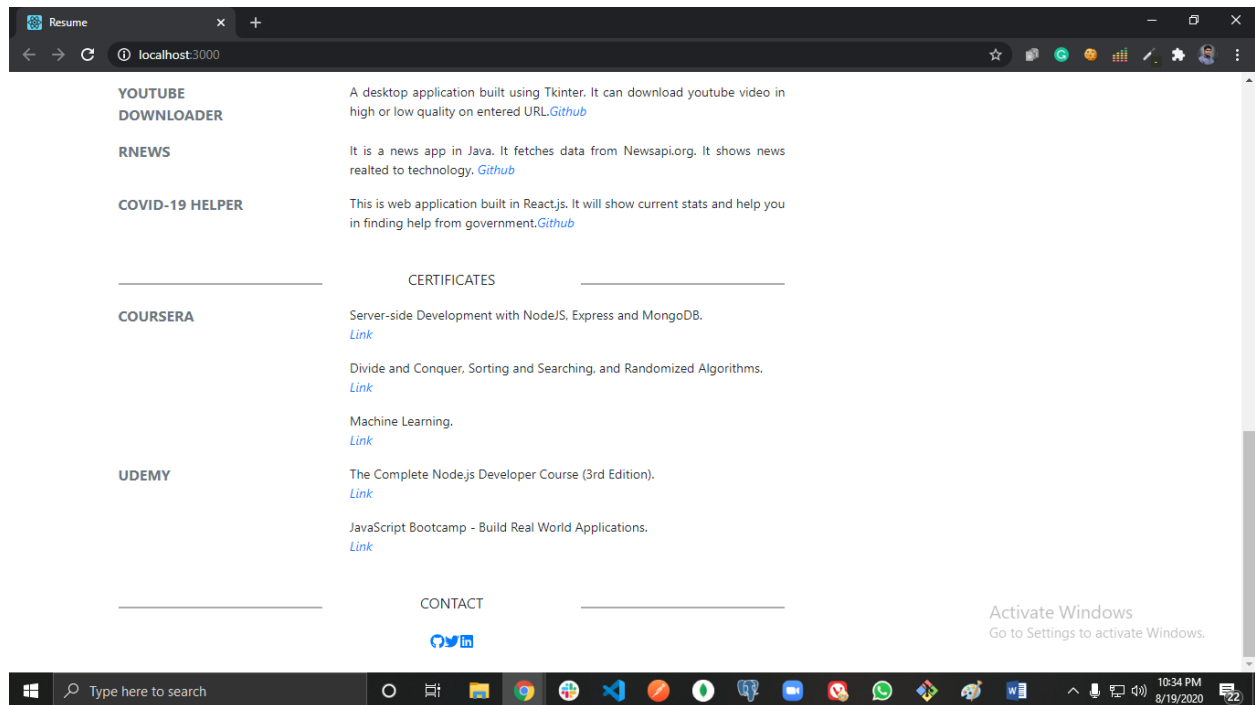 Resume
localhost:3000
YOUTUBE
DOWNLOADER
A desktop application built using Tkinter. It can download youtube video in
high or low quality on entered URL.Github
RNEWS
It is a news app in Java. It fetches data from Newsapi.org. It shows news
realted to technology. Github
COVID-19 HELPER
This is web application built in React.js. It will show current stats and help you
in finding help from government.Github
CERTIFICATES
COURSERA
Server-side Development with NodeJS, Express and MongoDB.
Link
Divide and Conquer, Sorting and Searching, and Randomized Algorithms.
Link
Machine Learning.
Link
UDEMY
The Complete Node.js Developer Course (3rd Edition).
Link
JavaScript Bootcamp - Build Real World Applications.
Link
CONTACT
in
Activate Windows
Go to Settings to activate Windows.
Type here to search
10:34 PM
8/19/2020
22